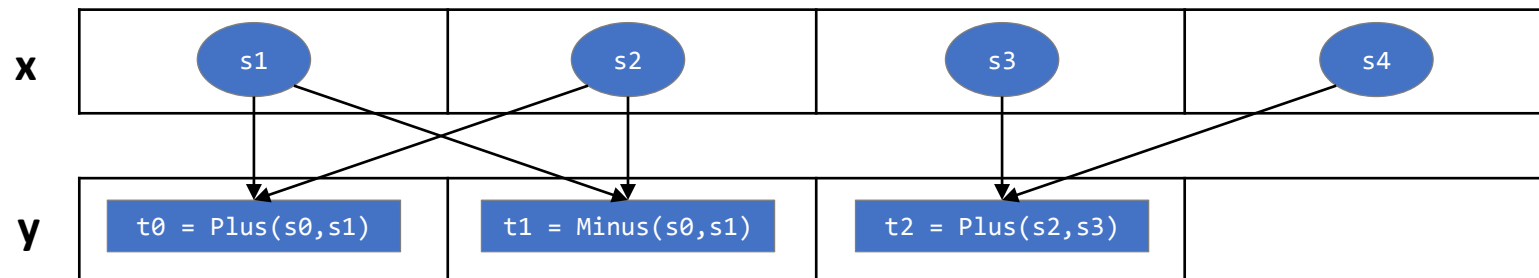 x s1 s2 s3 s4
y t0 = Plus(s0,s1) t1 = Minus(s0,s1) t2 = Plus(s2,s3)